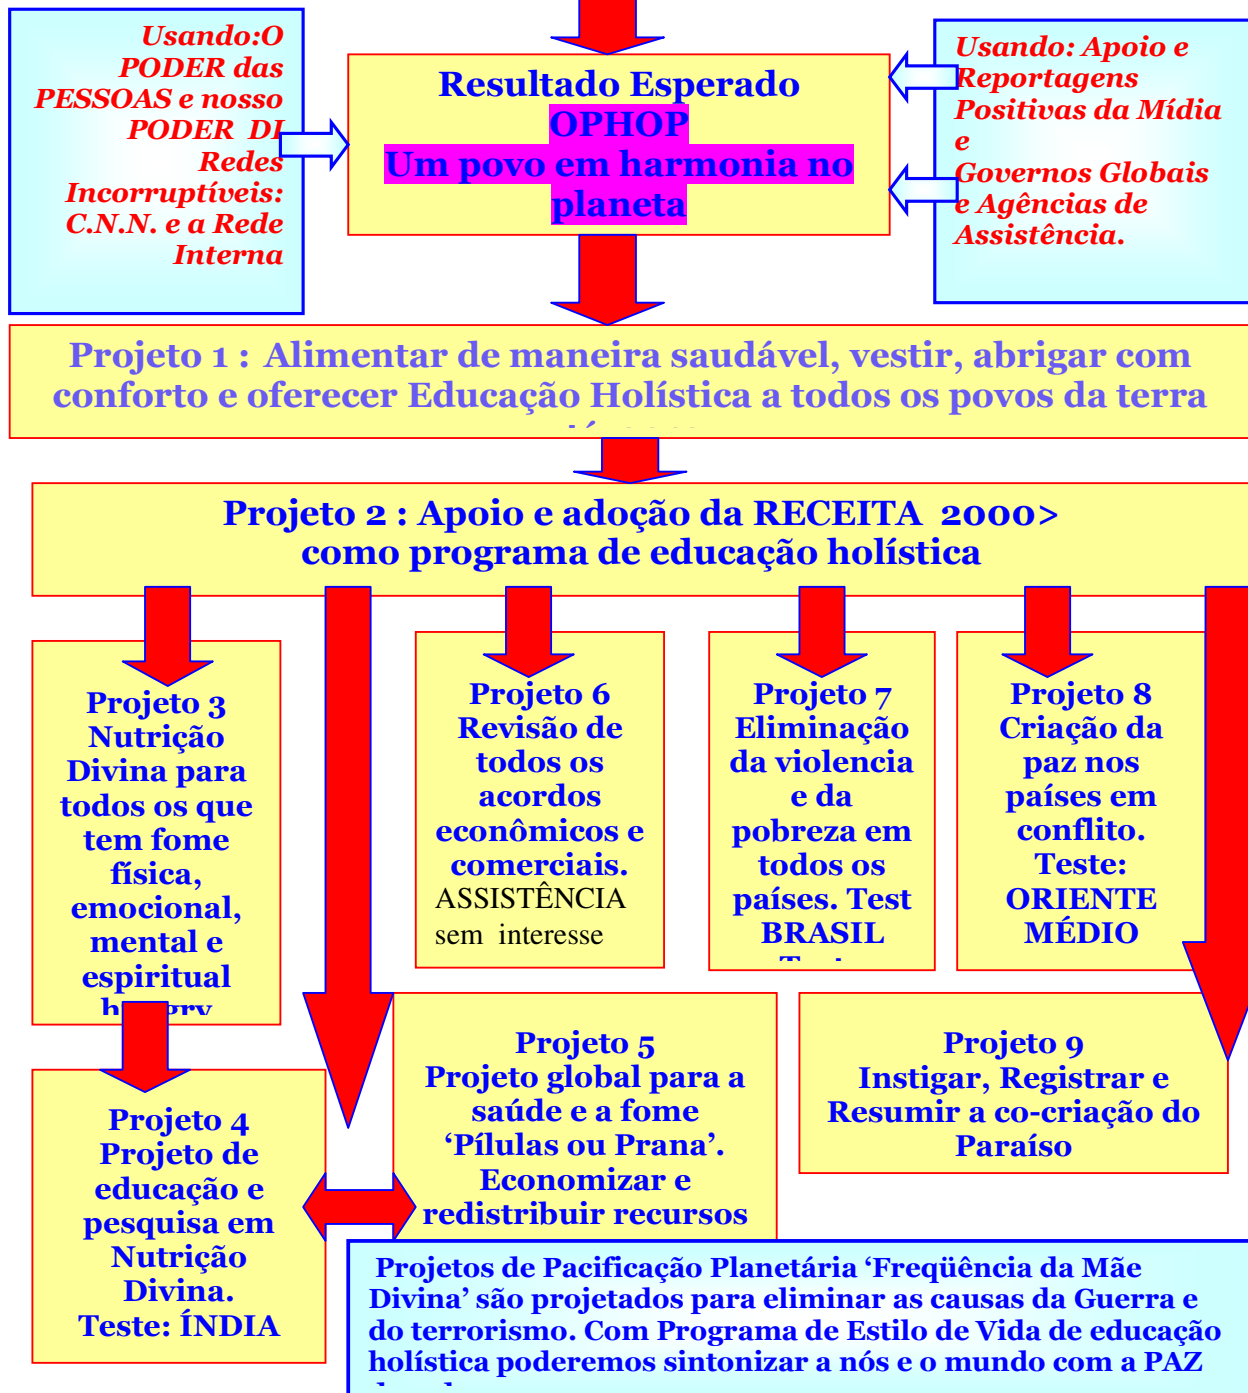 Usando:O
PODER das
PESSOAS e nosso
PODER DI
Redes
Incorruptíveis:
C.N.N. e a Rede
Interna
Resultado Esperado
OPHOP
Um povo em harmonia no
planeta
Usando: Apoio e
Reportagens
Positivas da Mídia
e
Governos Globais
e Agências de
Assistência.
Projeto 1 : Alimentar de maneira saudável, vestir, abrigar com
conforto e oferecer Educação Holística a todos os povos da terra
Projeto 2 : Apoio e adoção da RECEITA 2000>
como programa de educação holística
Projeto 3
Nutrição
Divina para
todos os que
tem fome
física,
emocional,
mental e
espiritual
Projeto 6
Revisão de
todos os
acordos
econômicos e
comerciais.
ASSISTÊNCIA
sem interesse
Projeto 7
Eliminação
da violencia
e da
pobreza em
todos os
países. Test
BRASIL
Projeto 8
Criação da
paz nos
países em
conflito.
Teste:
ORIENTE
MÉDIO
Projeto 4
Projeto de
educação e
pesquisa em
Nutrição
Divina.
Teste: ÍNDIA
Projeto 5
Projeto global para a
saúde e a fome
‘Pílulas ou Prana’.
Economizar e
redistribuir recursos
Projeto 9
Instigar, Registrar e
Resumir a co-criação do
Paraíso
Projetos de Pacificação Planetária ‘Freqüência da Mãe
Divina’ são projetados para eliminar as causas da Guerra e
do terrorismo. Com Programa de Estilo de Vida de educação
holística poderemos sintonizar a nós e o mundo com a PAZ